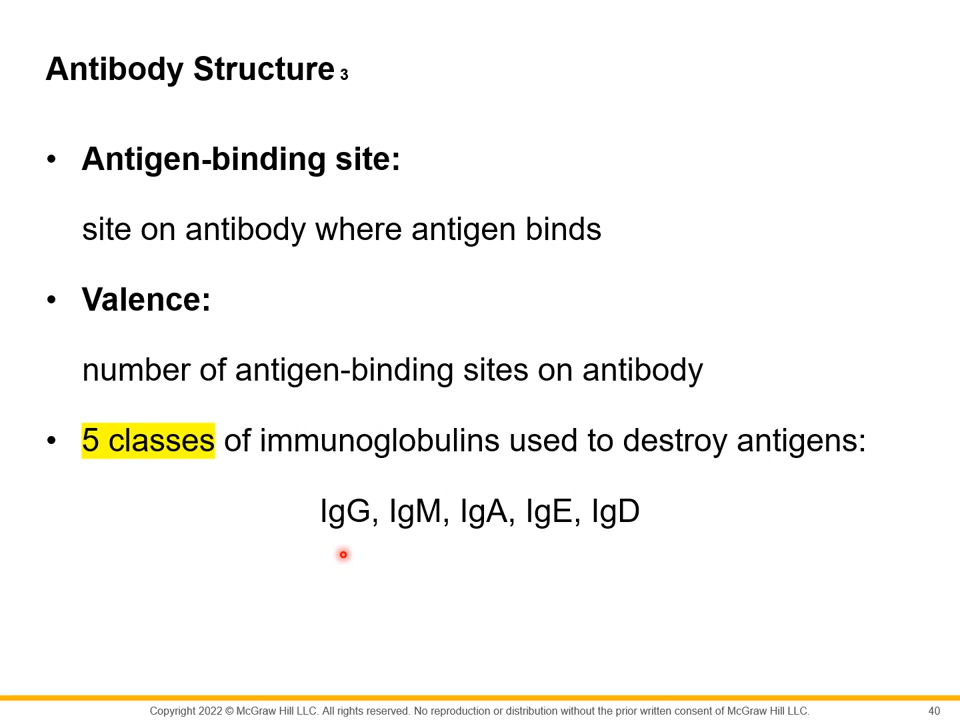 Antibody Structure 3
• Antigen-binding site:
site on antibody where antigen binds
• Valence:
number of antigen-binding sites on antibody
• 5 classes of immunoglobulins used to destroy antigens:
IgG, IgM, IgA, IgE, IgD
Copyright 2022 © McGraw Hill LLC. All rights reserved. No reproduction or distribution without the prior written consent of McGraw Hill LLC.
40